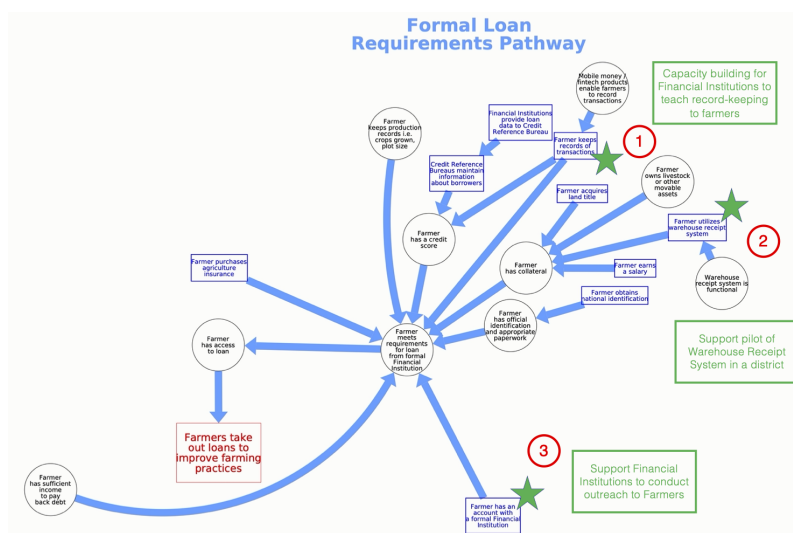 Formal Loan
Requirements Pathway
Mobile money /
fintech products
enable farmers
to record
transactions
Capacity building for
Financial Institutions to
teach record-keeping
to farmers
Farmer
keeps production
records i.e.
crops grown,
plot size
Financial Institutions
provide loan
data to Credit
Reference Bureau
Farmer keeps
records of
transactions
1
Credit Reference
Bureaus maintain
information
about borrowers
Farmer
owns livestock
or other
movable
assets
Farmer acquires
land title
Farmer utilizes
warehouse receipt
system
2
Farmer
has a credit
score
Farmer
has collateral
Farmer earns
a salary
Farmer purchases
agriculture
insurance
Warehouse
receipt system is
functional
Farmer obtains
national identification
Farmer
has official
identification
and appropriate
paperwork
Farmer
has access
to loan
Farmer
meets
requirements
for loan
from formal
Financial
Institution
Support pilot of
Warehouse Receipt
System in a district
Farmers take
out loans to
improve farming
practices
3
Support Financial
Institutions to conduct
outreach to Farmers
Farmer
has sufficient
income
to pay
back debt
Farmer has an
account with
a formal Financial
Institution